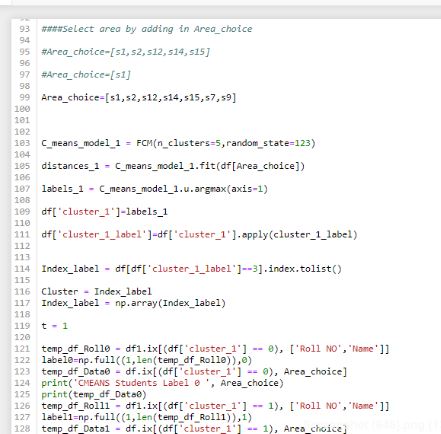 93 ####Select area by adding in Area_choice
94
95 #Area_choice=[s1,s2,s12,s14,s15]
96
97 #Area_choice=[s1]
98
99 Area_choice=[s1,s2,s12,s14,s15,s7,s9]
100
101
102
103 C_means_model_1 = FCM(n_clusters=5,random_state=123)
104
105 distances_1 = C_means_model_1.fit(df[Area_choice])
106
107 labels_1 = C_means_model_1.u.argmax(axis=1)
108
109 df['cluster_1']=labels_1
110
111 df['cluster_1_label']=df['cluster_1'].apply(cluster_1_label)
112
113
114 Index_label = df[df['cluster_1_label']==3].index.tolist()
115
116 Cluster = Index_label
117 Index_label = np.array(Index_label)
118
119 t = 1
120
121 temp_df_Roll0 = df1.ix[(df['cluster_1'] == 0), ['Roll NO','Name']]
122 label0=np.full((1,len(temp_df_Roll0)),0)
123 temp_df_Data0 = df.ix[(df['cluster_1'] == 0), Area_choice]
124 print('CMEANS Students Label 0 ', Area_choice)
125 print(temp_df_Data0)
126 temp_df_Roll1 = df1.ix[(df['cluster_1'] == 1), ['Roll NO','Name']]
127 label1=np.full((1,len(temp_df_Roll1)),1)
128 temp_df_Data1 = df.ix[(df['cluster_1'] == 1), Area_choice]